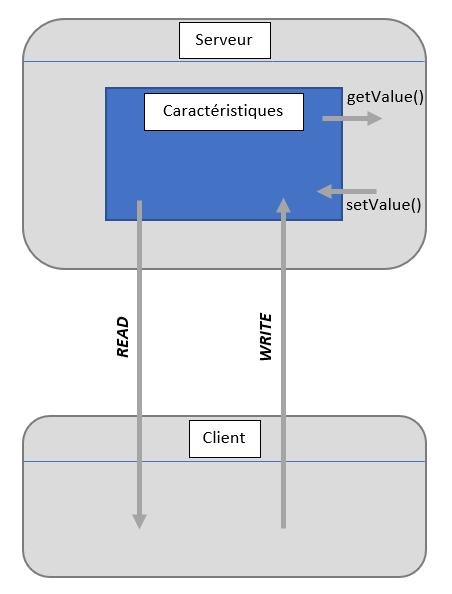 Serveur
Caractéristiques
getValue()
setValue()
READ
WRITE
Client